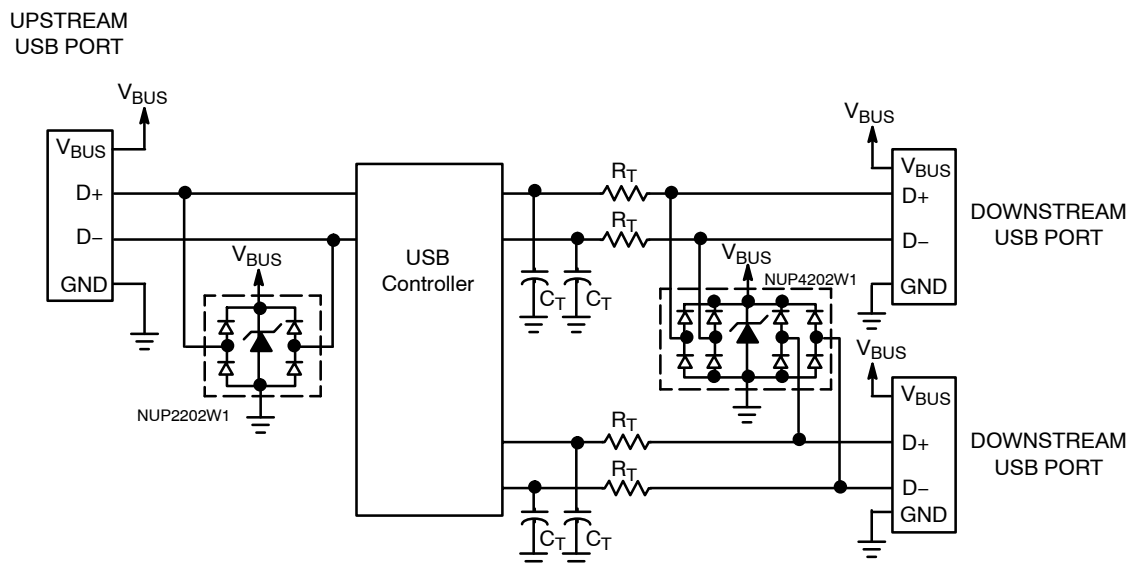 UPSTREAM
USB PORT
VBUS
VBUS
D+
D−
GND
VBUS
NUP2202W1
USB
Controller
RT
RT
CT
CT
VBUS
NUP4202W1
VBUS
VBUS
D+
D−
GND
DOWNSTREAM
USB PORT
RT
RT
CT
CT
VBUS
VBUS
D+
D−
GND
DOWNSTREAM
USB PORT